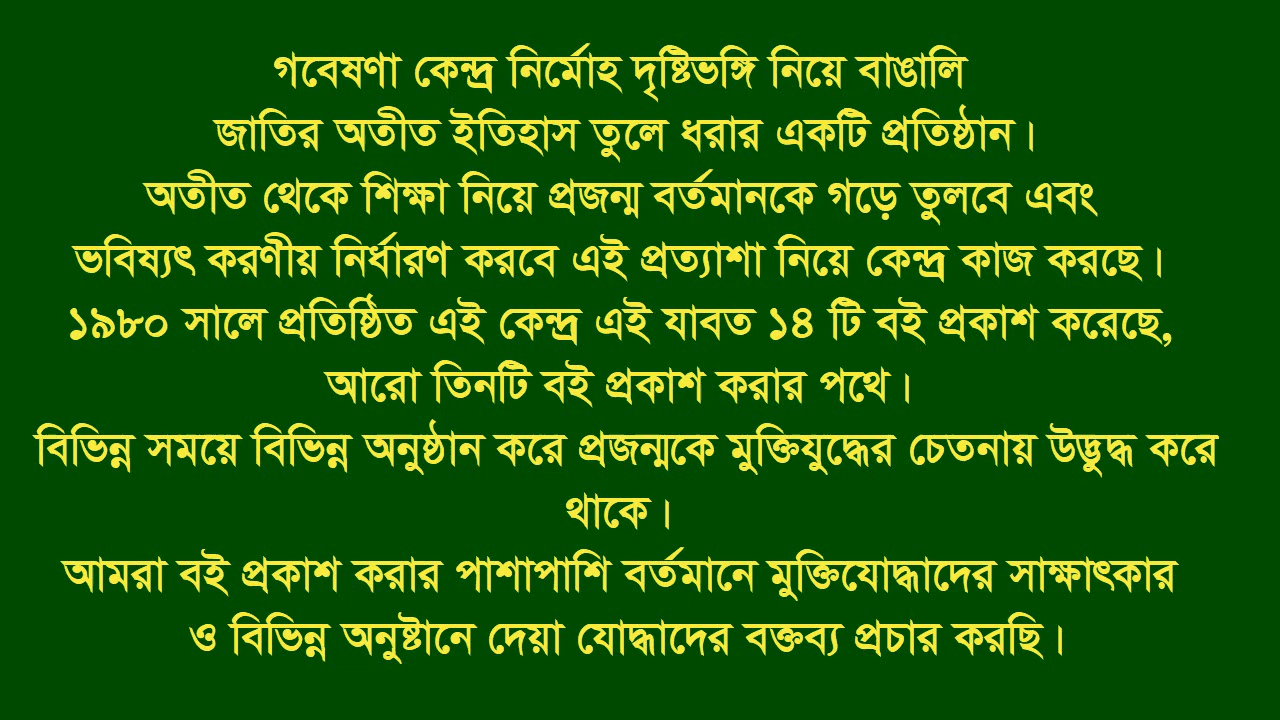 গবেষণা কেন্দ্র নির্মোহ দৃষ্টিভঙ্গি নিয়ে বাঙালি
জাতির অতীত ইতিহাস তুলে ধরার একটি প্রতিষ্ঠান।
অতীত থেকে শিক্ষা নিয়ে প্রজন্ম বর্তমানকে গড়ে তুলবে এবং
ভবিষ্যৎ করণীয় নির্ধারণ করবে এই প্রত্যাশা নিয়ে কেন্দ্র কাজ করছে।
১৯৮০ সালে প্রতিষ্ঠিত এই কেন্দ্র এই যাবত ১৪ টি বই প্রকাশ করেছে,
আরো তিনটি বই প্রকাশ করার পথে।
বিভিন্ন সময়ে বিভিন্ন অনুষ্ঠান করে প্রজন্মকে মুক্তিযুদ্ধের চেতনায় উদ্ভুদ্ধ করে
থাকে।
আমরা বই প্রকাশ করার পাশাপাশি বর্তমানে মুক্তিযোদ্ধাদের সাক্ষাৎকার
ও বিভিন্ন অনুষ্টানে দেয়া যোদ্ধাদের বক্তব্য প্রচার করছি।